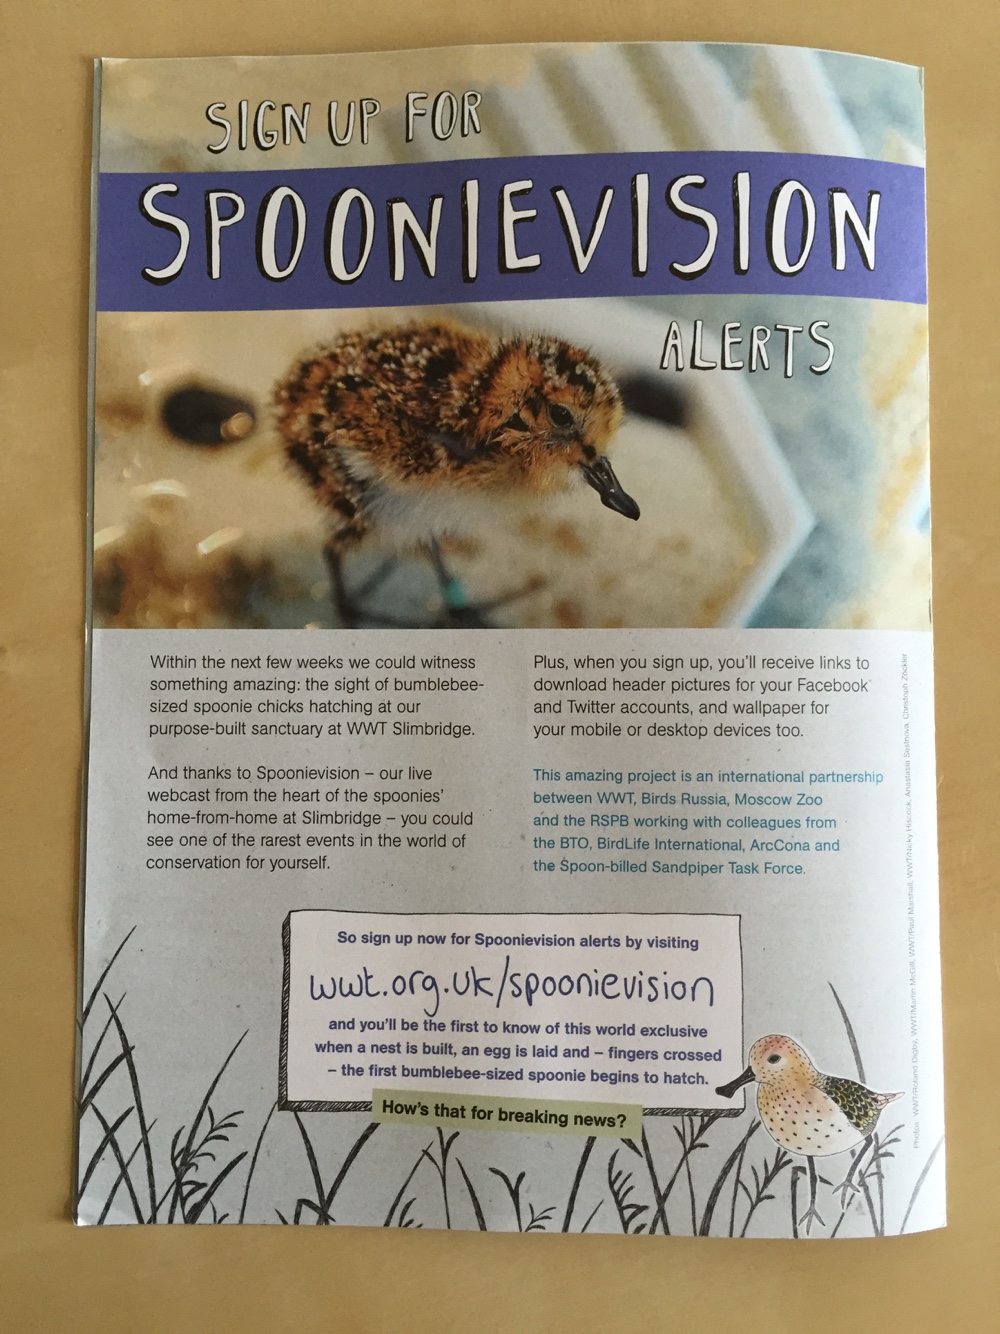 SIGN UP FOR
SPOONIEVISION
ALERTS
Within the next few weeks we could witness
something amazing: the sight of bumblebee-
sized spoonie chicks hatching at our
purpose-built sanctuary at WWT Slimbridge.
And thanks to Spoonievision – our live
webcast from the heart of the spoonies'
home-from-home at Slimbridge – you could
see one of the rarest events in the world of
conservation for yourself.
Plus, when you sign up, you'll receive links to
download header pictures for your Facebook
and Twitter accounts, and wallpaper for
your mobile or desktop devices too.
This amazing project is an international partnership
between WWT, Birds Russia, Moscow Zoo
and the RSPB working with colleagues from
the BTO, BirdLife International, ArcCona and
the Spoon-billed Sandpiper Task Force.
So sign up now for Spoonievision alerts by visiting
wwt.org.uk/spoonievision
and you'll be the first to know of this world exclusive
when a nest is built, an egg is laid and – fingers crossed
– the first bumblebee-sized spoonie begins to hatch.
How's that for breaking news?
Photos: WWT/Roland Digby, WWT/Martin McGill, WWT/Paul Marshall, WWT/Nicky Hiscock, Anastasia Sestnova, Christoph Zöckler